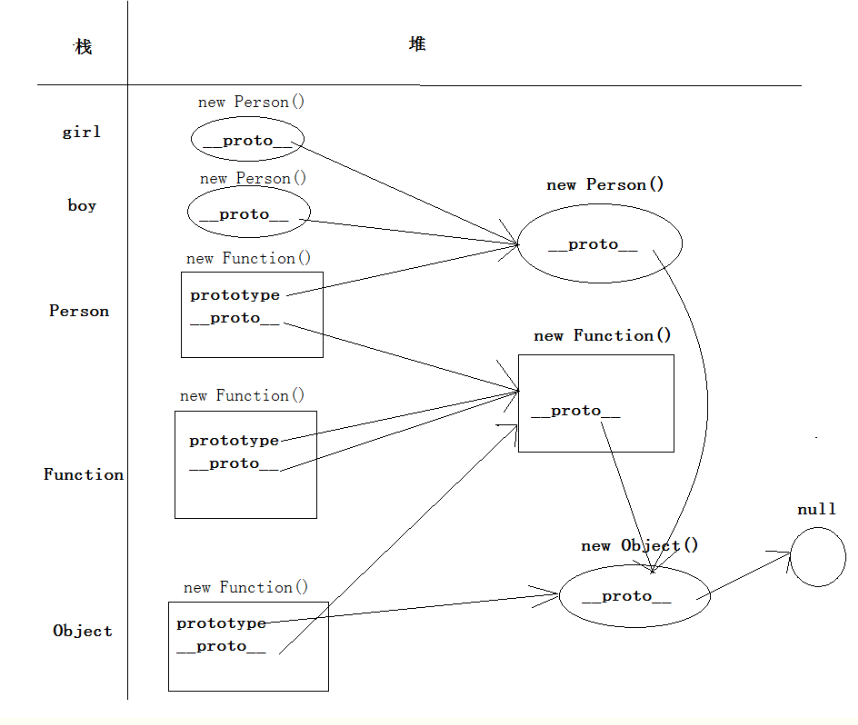 栈
堆
new Person()
girl
__proto__
new Person()
boy
__proto__
new Person()
__proto__
new Function()
Person
prototype
__proto__
new Function()
__proto__
new Function()
Function
prototype
__proto__
null
new Object()
__proto__
new Function()
Object
prototype
__proto__